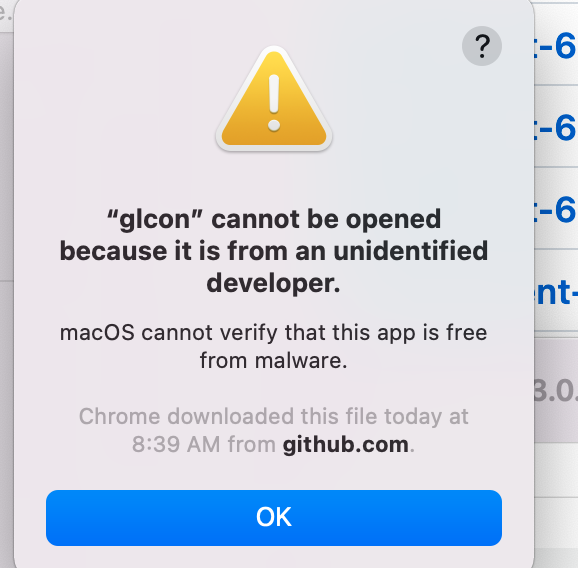 e.
?
t-6
t-6
t-6
ent-
3.0.
“glcon” cannot be opened
because it is from an unidentified
developer.
macOS cannot verify that this app is free
from malware.
Chrome downloaded this file today at
8:39 AM from github.com.
OK